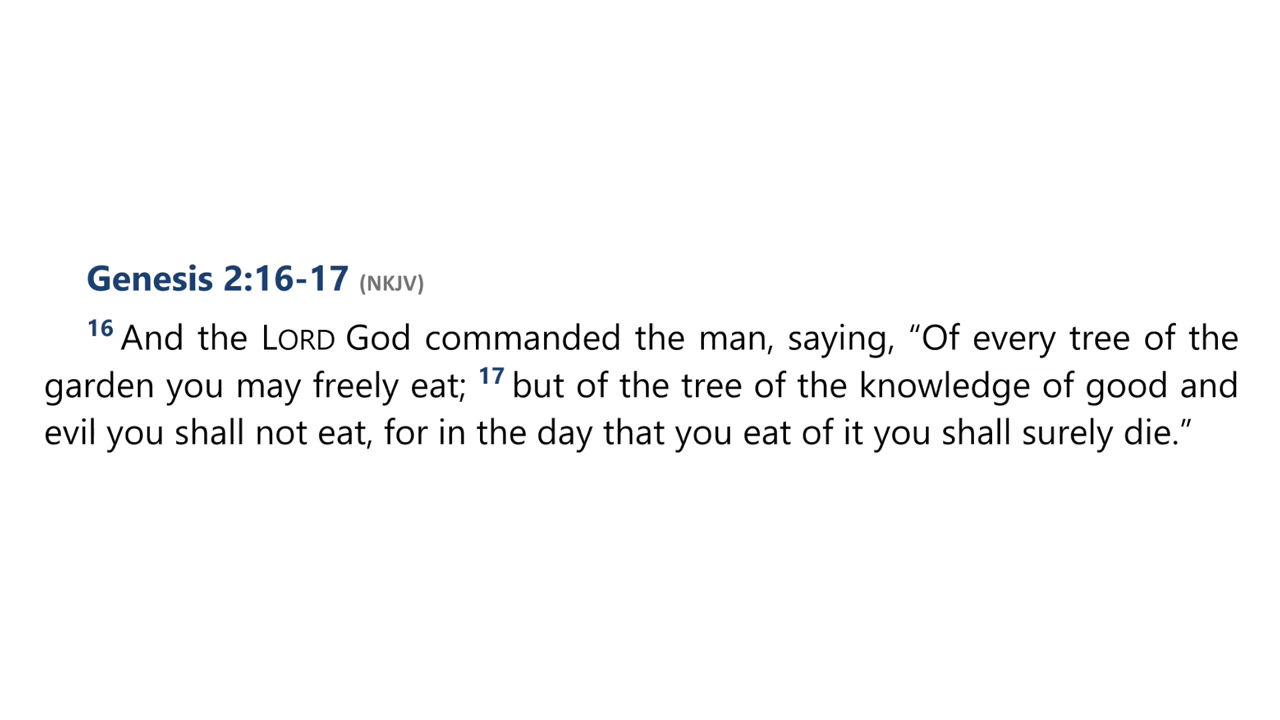 Genesis 2:16-17 (NKJV)
16 And the LORD God commanded the man, saying, “Of every tree of the
garden you may freely eat; 17 but of the tree of the knowledge of good and
evil you shall not eat, for in the day that you eat of it you shall surely die.”